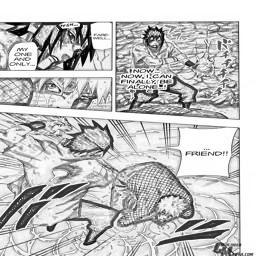 FARE-
WELL...
MY
ONE AND
ONLY...
NOW...
NOW, I CAN
FINALLY BE
ALONE!!
...
FRIEND!!